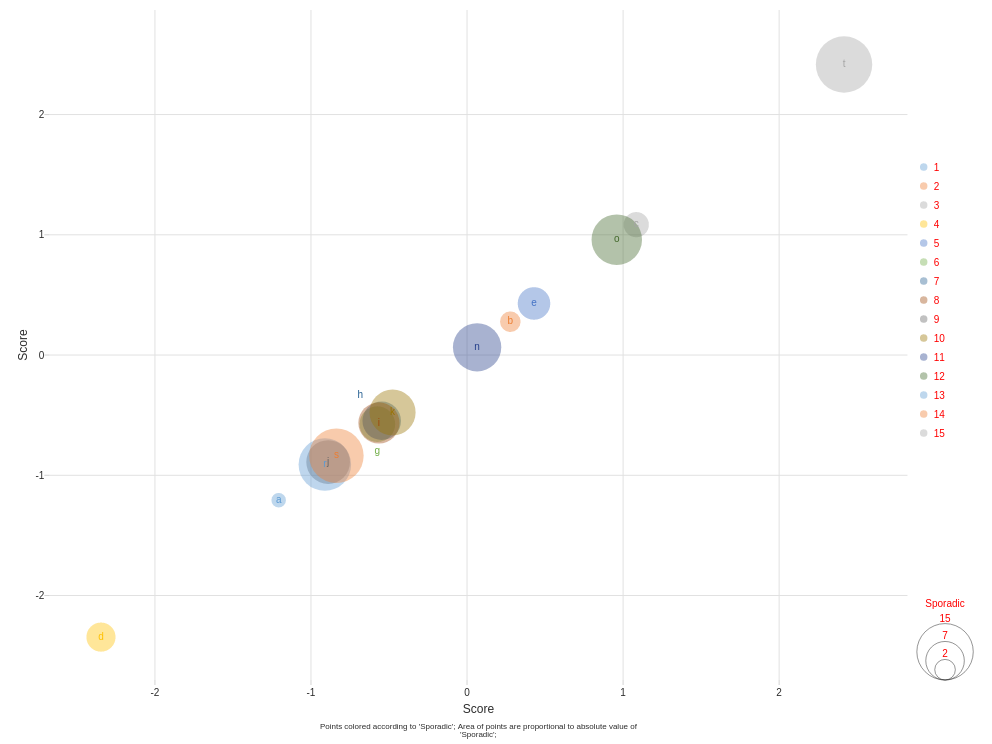 t
2
1
2
3
4
o
1
5
6
e
7
b
8
Score
n
0
9
10
h
11
12
13
14
g
15
-1
a
-2
Sporadic
15
7
d
2
-2
-1
0
1
2
Score
Points colored according to 'Sporadic'; Area of points are proportional to absolute value of
'Sporadic';